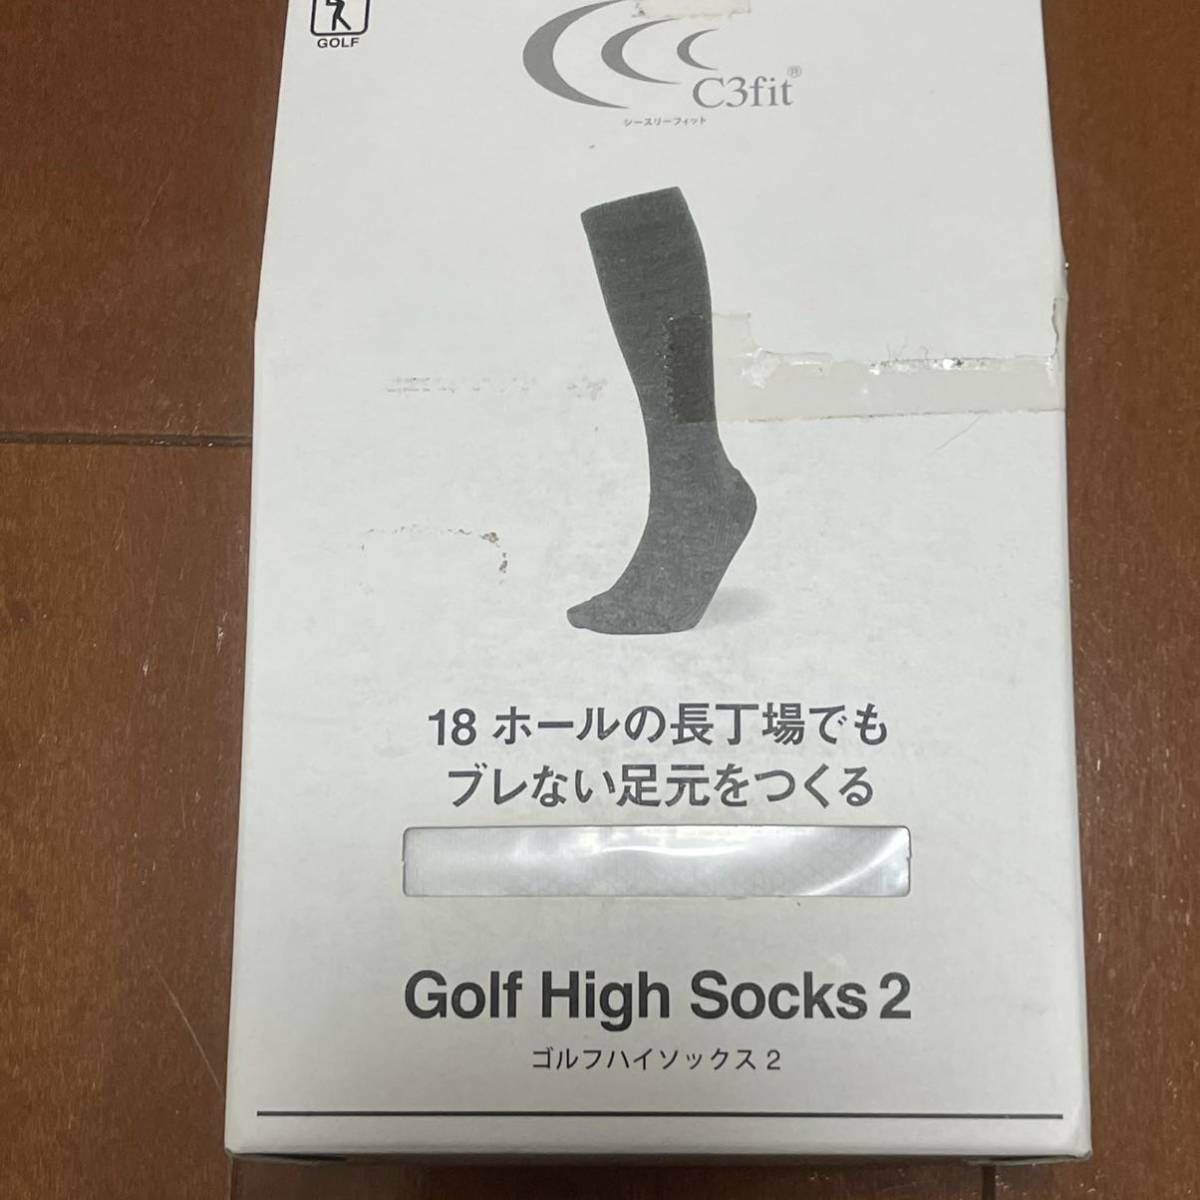 GOLF
C3fit®
シースリーフィット
18 ホールの長丁場でも
ブレない足元をつくる
Golf High Socks 2
ゴルフハイソックス 2